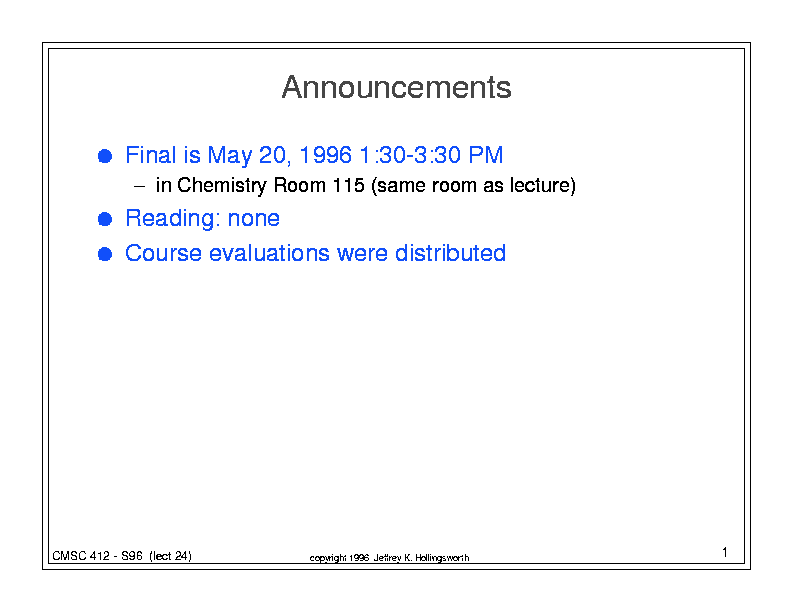 Announcements
● Final is May 20, 1996 1:30-3:30 PM
– in Chemistry Room 115 (same room as lecture)
● Reading: none
● Course evaluations were distributed
CMSC 412 - S96 (lect 24)
copyright 1996 Jeffrey K. Hollingsworth
1